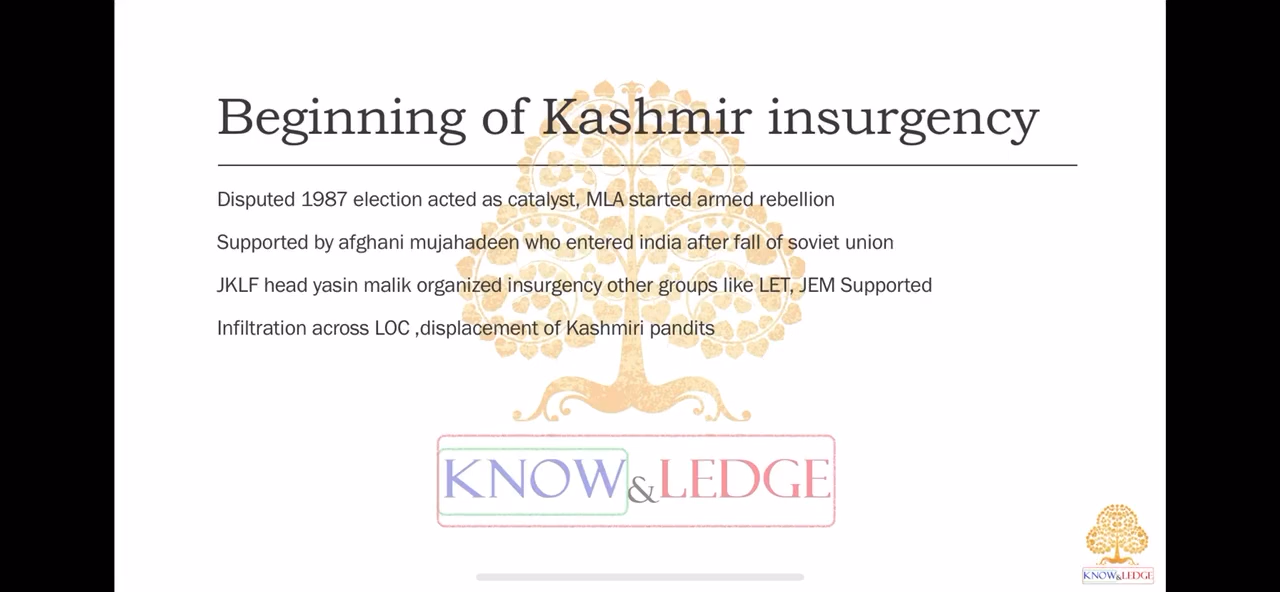 Beginning of Kashmir insurgency
Disputed 1987 election acted as catalyst, MLA started armed rebellion
Supported by afghani mujahadeen who entered india after fall of soviet union
JKLF head yasin malik organized insurgency other groups like LET, JEM Supported
Infiltration across LOC ,displacement of Kashmiri pandits
KNOW&LEDGE
KNOW&LEDGE